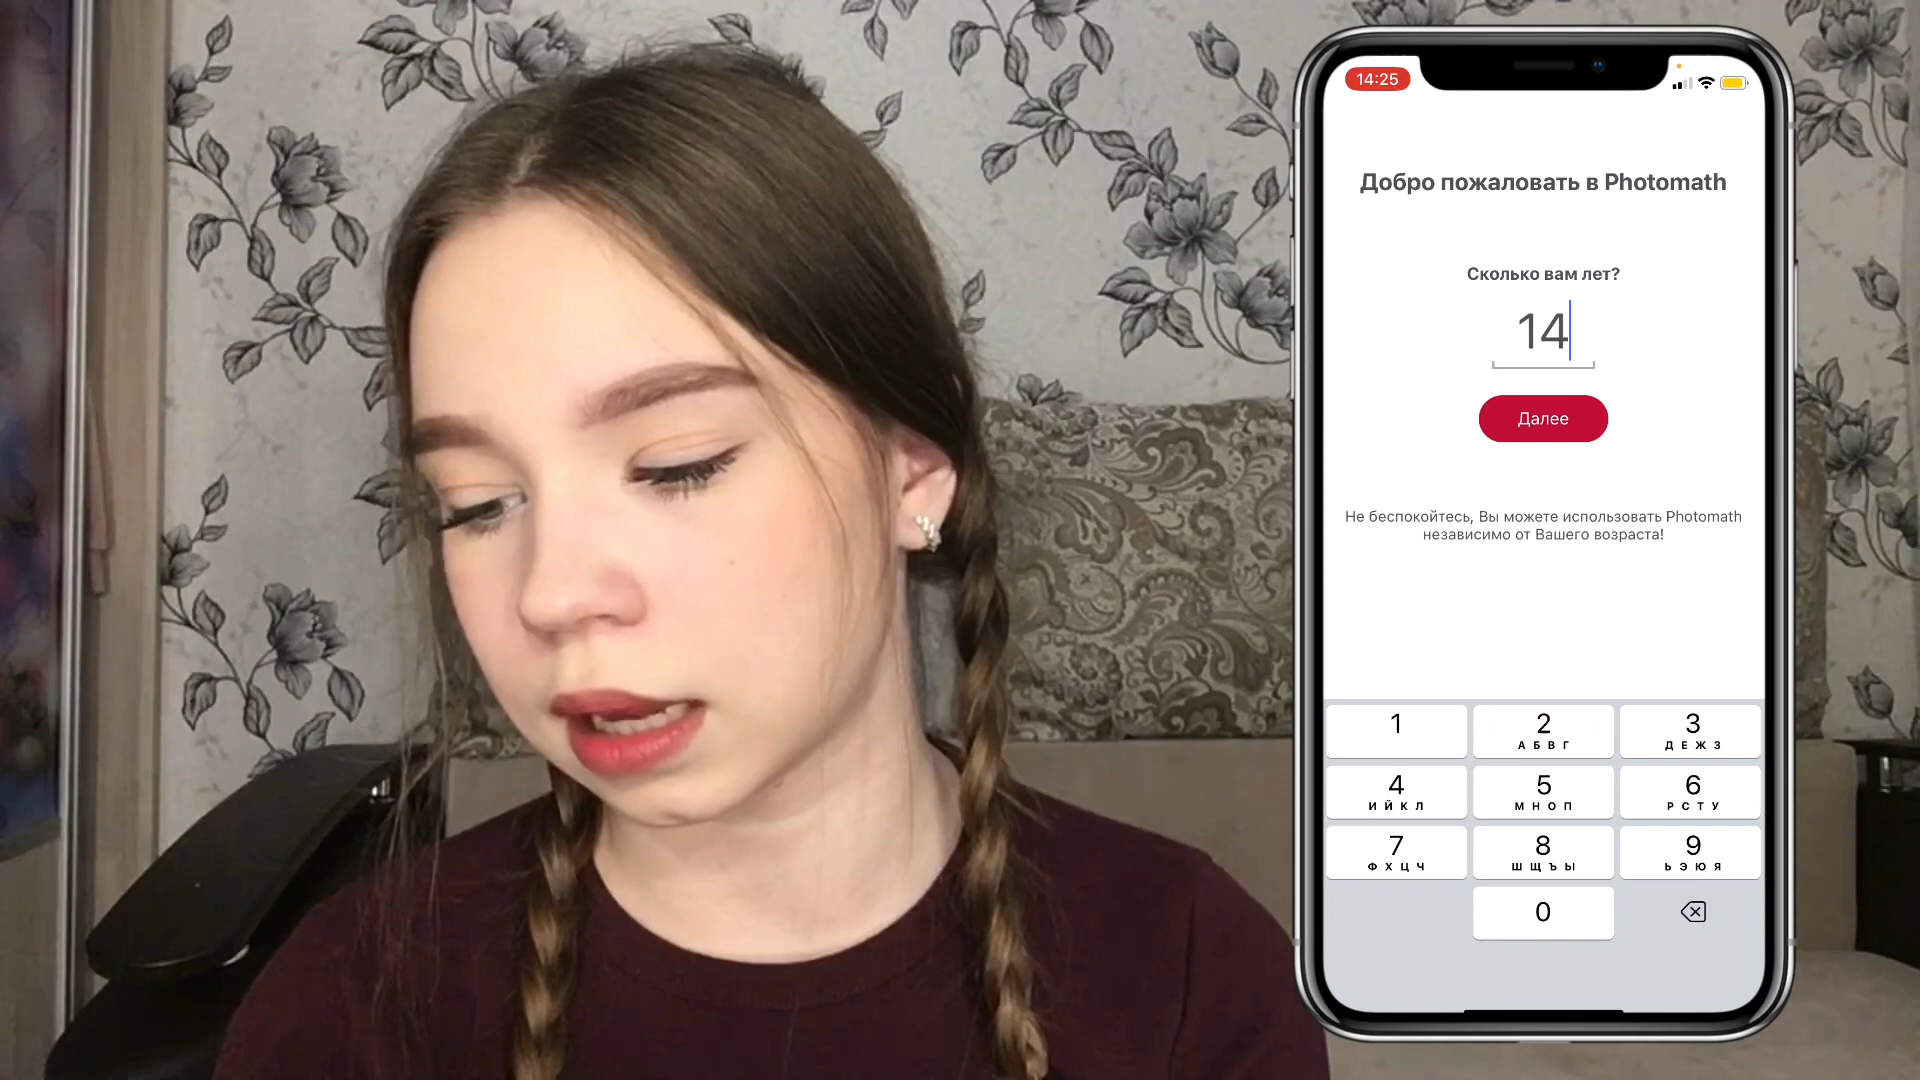 14:25
Добро пожаловать в Photomath
Сколько вам лет?
14
Далее
Не беспокойтесь, Вы можете использовать Photomath
независимо от Вашего возраста!
1 2 3
А Б В Г Д Е Ж З
4 5 6
И Й К Л М Н О П Р С Т У
7 8 9
Ф Х Ц Ч Ш Щ Ъ Ы Ь Э Ю Я
0